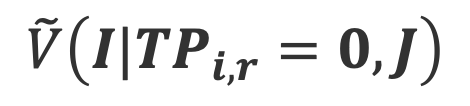 Ṽ(I|TP_{i,r} = 0, J)